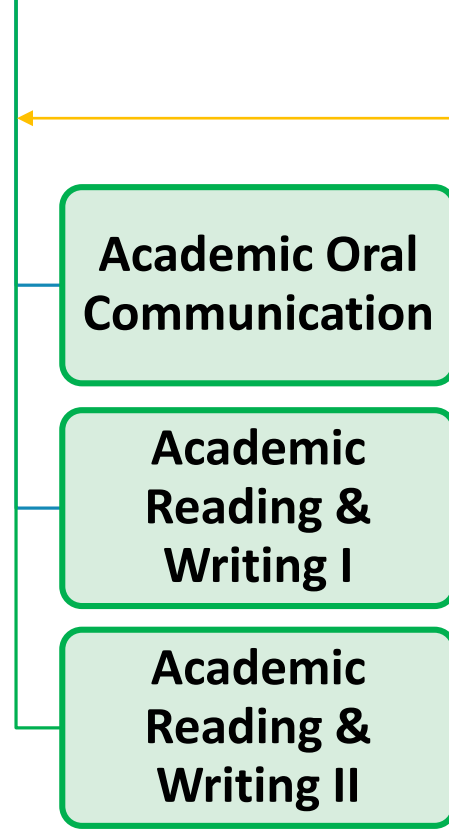 Academic Oral
Communication
Academic
Reading &
Writing I
Academic
Reading &
Writing II